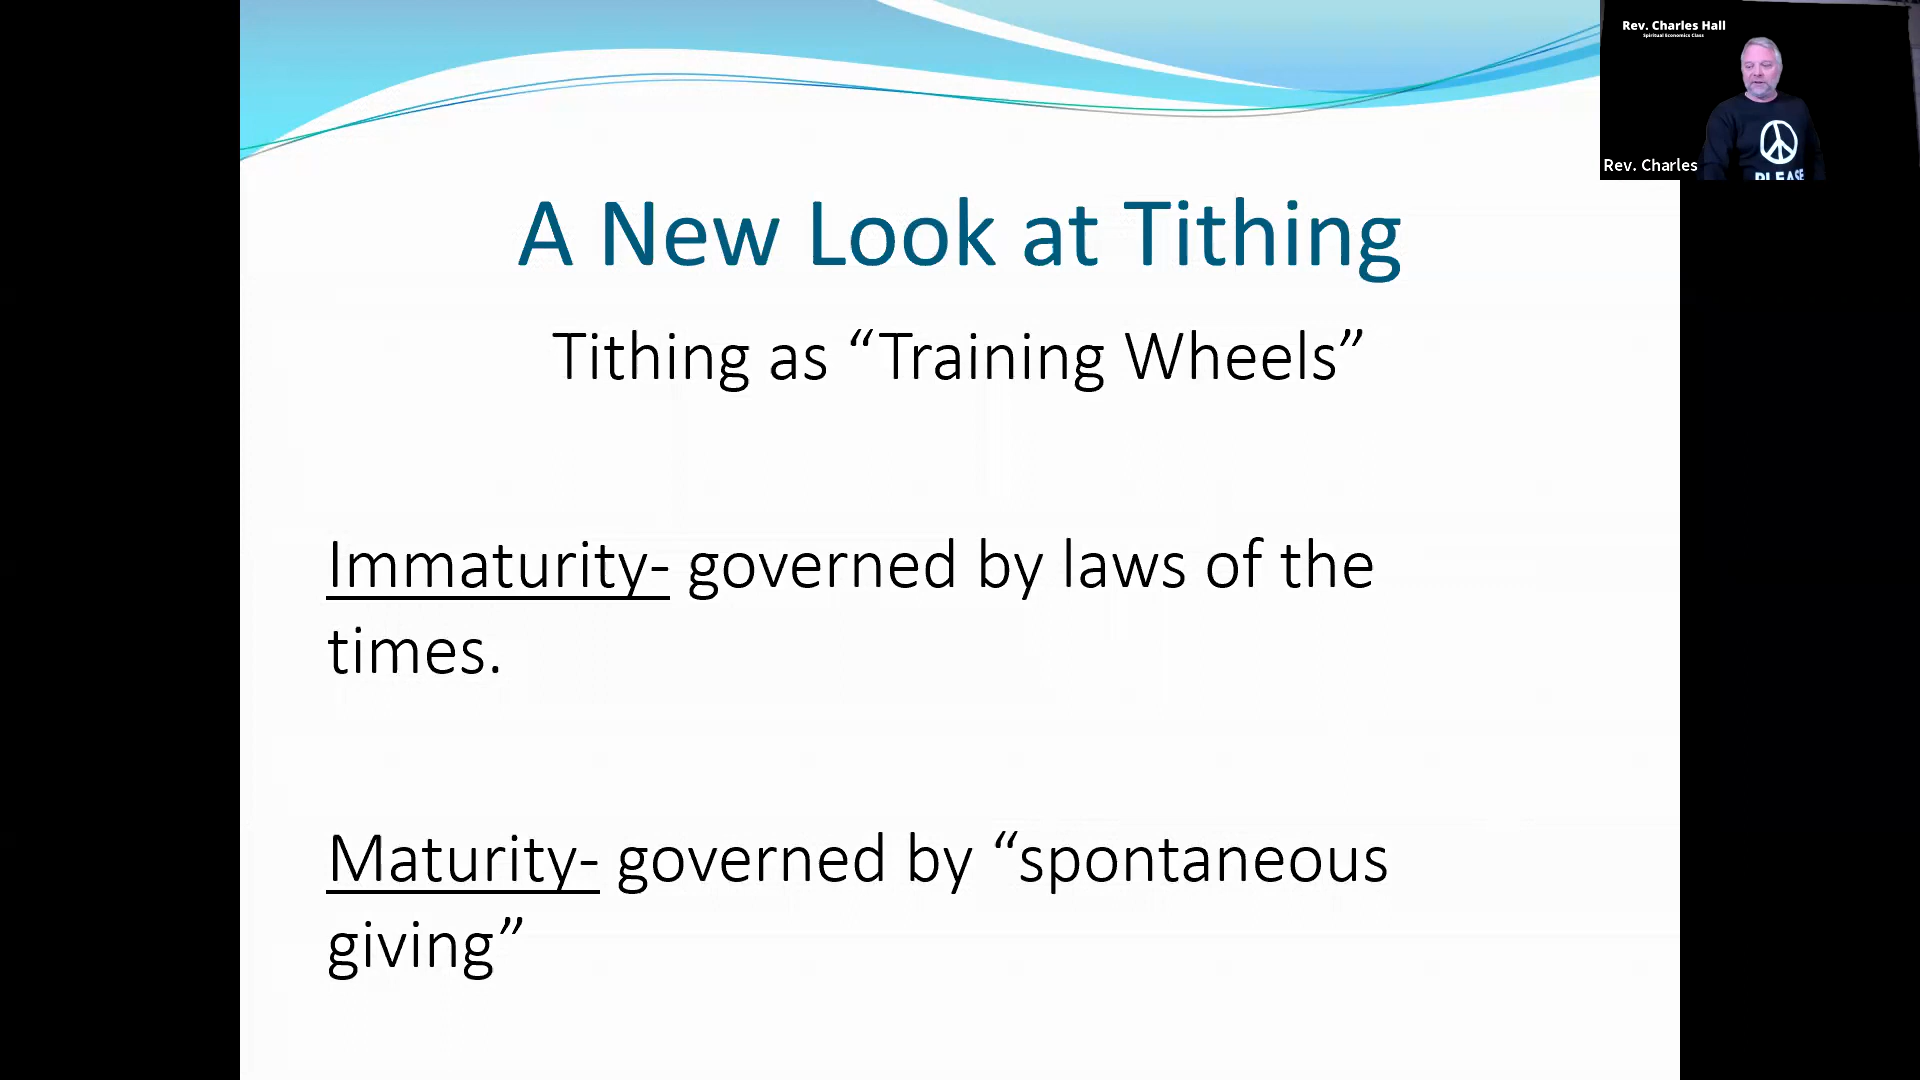 Rev. Charles Hall
Spiritual Economics Class
PLEASE
Rev. Charles
A New Look at Tithing
Tithing as “Training Wheels”
Immaturity- governed by laws of the
times.
Maturity- governed by “spontaneous
giving”